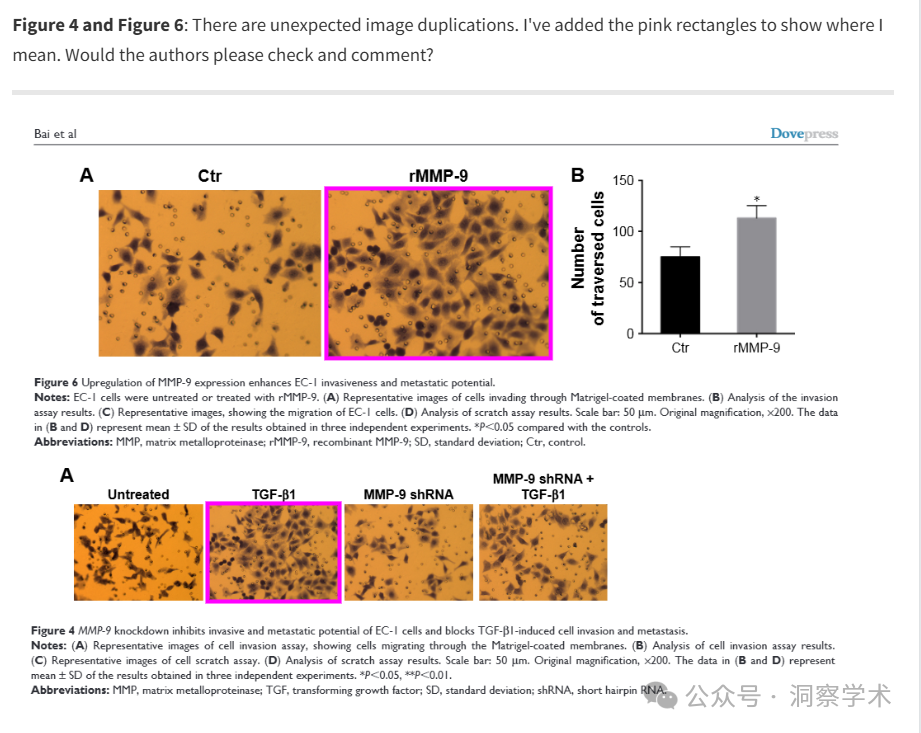 Figure 4 and Figure 6: There are unexpected image duplications. I've added the pink rectangles to show where I
mean. Would the authors please check and comment?
Bai et al
Dovepress
A
Ctr
rMMP-9
B
Number
of traversed cells
150
100
50
0
*
Ctr
rMMP-9
Figure 6 Upregulation of MMP-9 expression enhances EC-1 invasiveness and metastatic potential.
Notes: EC-1 cells were untreated or treated with rMMP-9. (A) Representative images of cells invading through Matrigel-coated membranes. (B) Analysis of the invasion
assay results. (C) Representative images, showing the migration of EC-1 cells. (D) Analysis of scratch assay results. Scale bar: 50 μm. Original magnification, ×200. The data
in (B and D) represent mean ± SD of the results obtained in three independent experiments. *P<0.05 compared with the controls.
Abbreviations: MMP, matrix metalloproteinase; rMMP-9, recombinant MMP-9; SD, standard deviation; Ctr, control.
A
Untreated
TGF-β1
MMP-9 shRNA
MMP-9 shRNA +
TGF-β1
Figure 4 MMP-9 knockdown inhibits invasive and metastatic potential of EC-1 cells and blocks TGF-β1-induced cell invasion and metastasis.
Notes: (A) Representative images of cell invasion assay, showing cells migrating through the Matrigel-coated membranes. (B) Analysis of cell invasion assay results.
(C) Representative images of cell scratch assay. (D) Analysis of scratch assay results. Scale bar: 50 μm. Original magnification, ×200. The data in (B and D) represent
mean ± SD of the results obtained in three independent experiments. *P<0.05, **P<0.01.
Abbreviations: MMP, matrix metalloproteinase; TGF, transforming growth factor; SD, standard deviation; shRNA, short hairpin RNA.
公众号 · 洞察学术